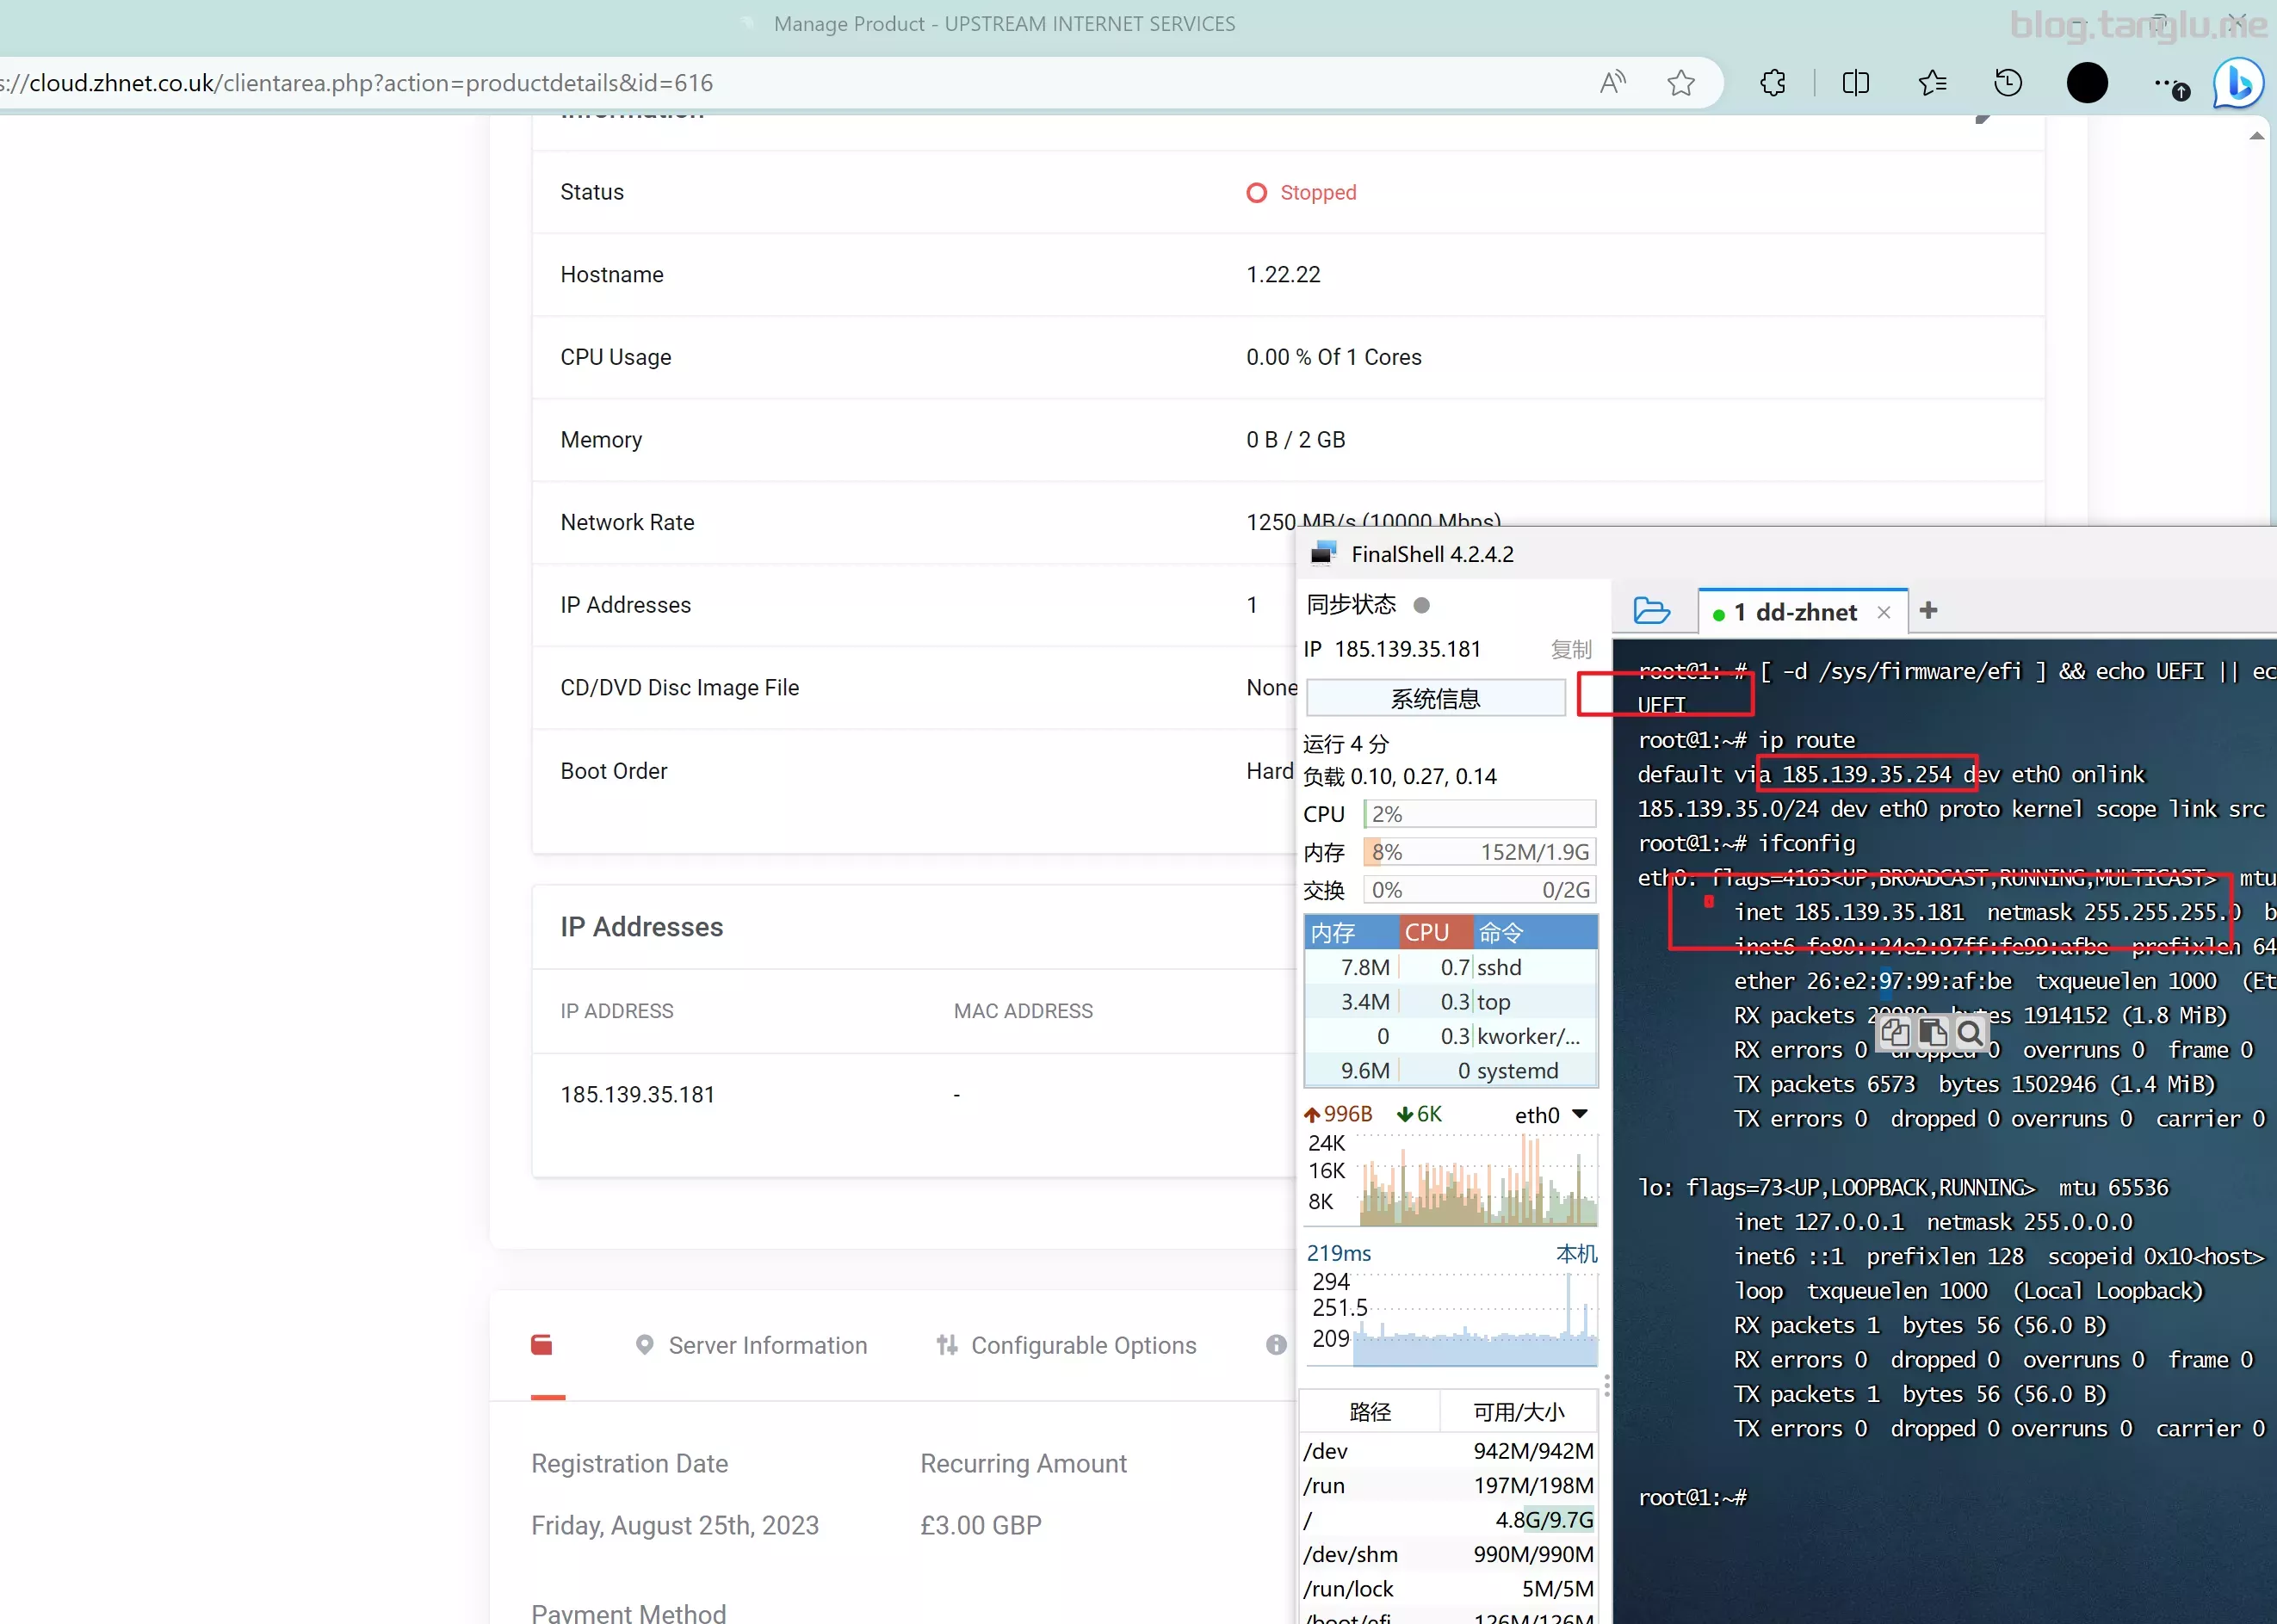 Manage Product - UPSTREAM INTERNET SERVICES
blog.tanglu.me
s://cloud.zhnet.co.uk/clientarea.php?action=productdetails&id=616
Information
Status Stopped
Hostname 1.22.22
CPU Usage 0.00 % Of 1 Cores
Memory 0 B / 2 GB
Network Rate 1250 MB/s (10000 Mbps)
IP Addresses 1
CD/DVD Disc Image File None
Boot Order Hard
IP Addresses
IP ADDRESS MAC ADDRESS
185.139.35.181 -
Server Information Configurable Options
Registration Date Recurring Amount
Friday, August 25th, 2023 £3.00 GBP
Payment Method
FinalShell 4.2.4.2
同步状态
IP 185.139.35.181 复制
系统信息
运行 4 分
负载 0.10, 0.27, 0.14
CPU 2%
内存 8% 152M/1.9G
交换 0% 0/2G
内存 CPU 命令
7.8M 0.7 sshd
3.4M 0.3 top
0 0.3 kworker/...
9.6M 0 systemd
996B 6K eth0
24K
16K
8K
219ms 本机
294
251.5
209
路径 可用/大小
/dev 942M/942M
/run 197M/198M
/ 4.8G/9.7G
/dev/shm 990M/990M
/run/lock 5M/5M
/boot/efi 126M/126M
1 dd-zhnet
root@1:~# [ -d /sys/firmware/efi ] && echo UEFI || ec
UEFI
root@1:~# ip route
default via 185.139.35.254 dev eth0 onlink
185.139.35.0/24 dev eth0 proto kernel scope link src
root@1:~# ifconfig
eth0: flags=4163<UP,BROADCAST,RUNNING,MULTICAST> mtu
inet 185.139.35.181 netmask 255.255.255.0 b
inet6 fe80::24e2:97ff:fe99:afbe prefixlen 64
ether 26:e2:97:99:af:be txqueuelen 1000 (Et
RX packets 20980 bytes 1914152 (1.8 MiB)
RX errors 0 dropped 0 overruns 0 frame 0
TX packets 6573 bytes 1502946 (1.4 MiB)
TX errors 0 dropped 0 overruns 0 carrier 0
lo: flags=73<UP,LOOPBACK,RUNNING> mtu 65536
inet 127.0.0.1 netmask 255.0.0.0
inet6 ::1 prefixlen 128 scopeid 0x10<host>
loop txqueuelen 1000 (Local Loopback)
RX packets 1 bytes 56 (56.0 B)
RX errors 0 dropped 0 overruns 0 frame 0
TX packets 1 bytes 56 (56.0 B)
TX errors 0 dropped 0 overruns 0 carrier 0
root@1:~#